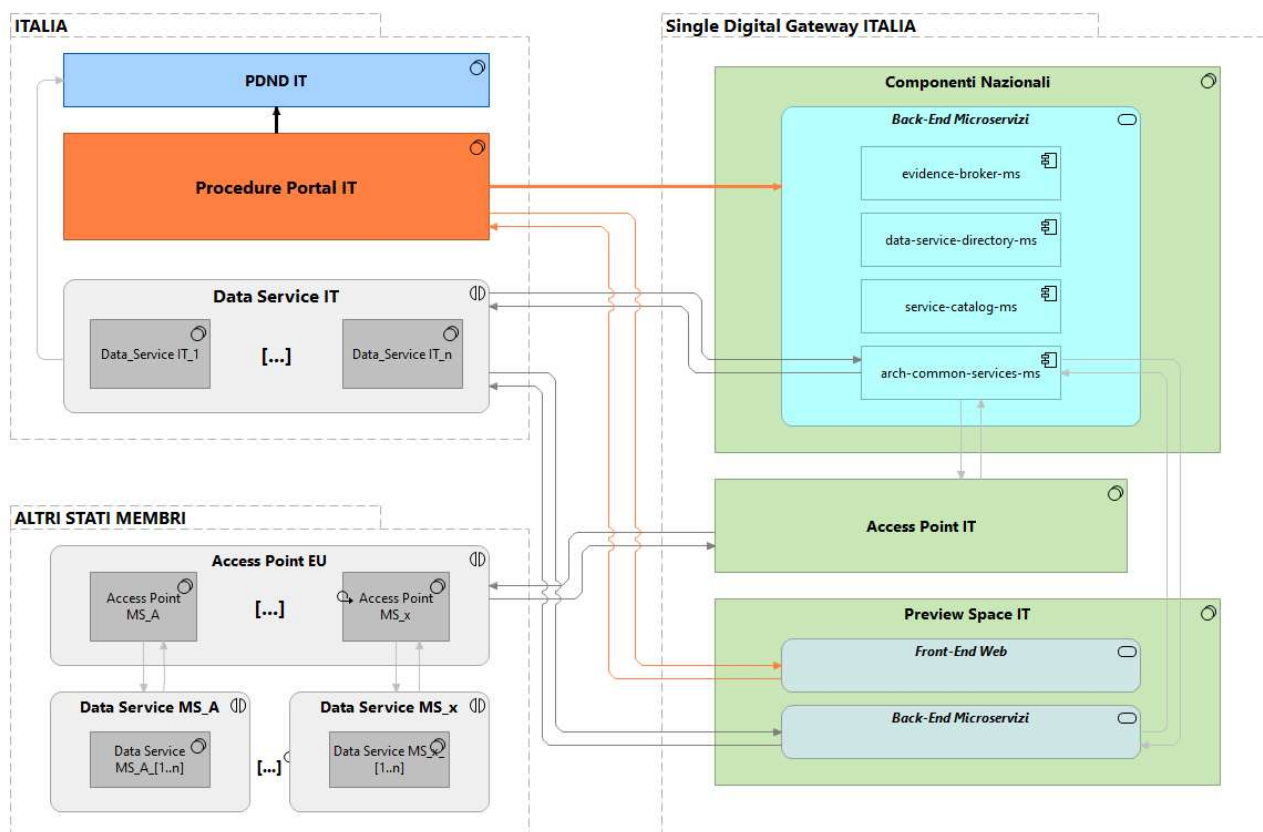 ITALIA
PDND IT
Procedure Portal IT
Data Service IT
Data_Service IT_1
[...]
Data_Service IT_n
ALTRI STATI MEMBRI
Access Point EU
Access Point
MS_A
[...]
Access Point
MS_x
Data Service MS_A
Data Service
MS_A_[1..n]
[...]
Data Service MS_x
Data Service MS_x_
[1..n]
Single Digital Gateway ITALIA
Componenti Nazionali
Back-End Microservizi
evidence-broker-ms
data-service-directory-ms
service-catalog-ms
arch-common-services-ms
Access Point IT
Preview Space IT
Front-End Web
Back-End Microservizi